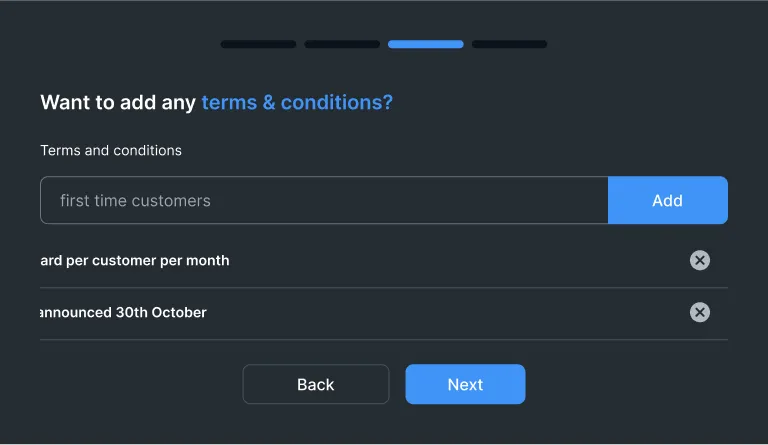 Want to add any terms & conditions?
Terms and conditions
first time customers
Add
ard per customer per month
announced 30th October
Back
Next